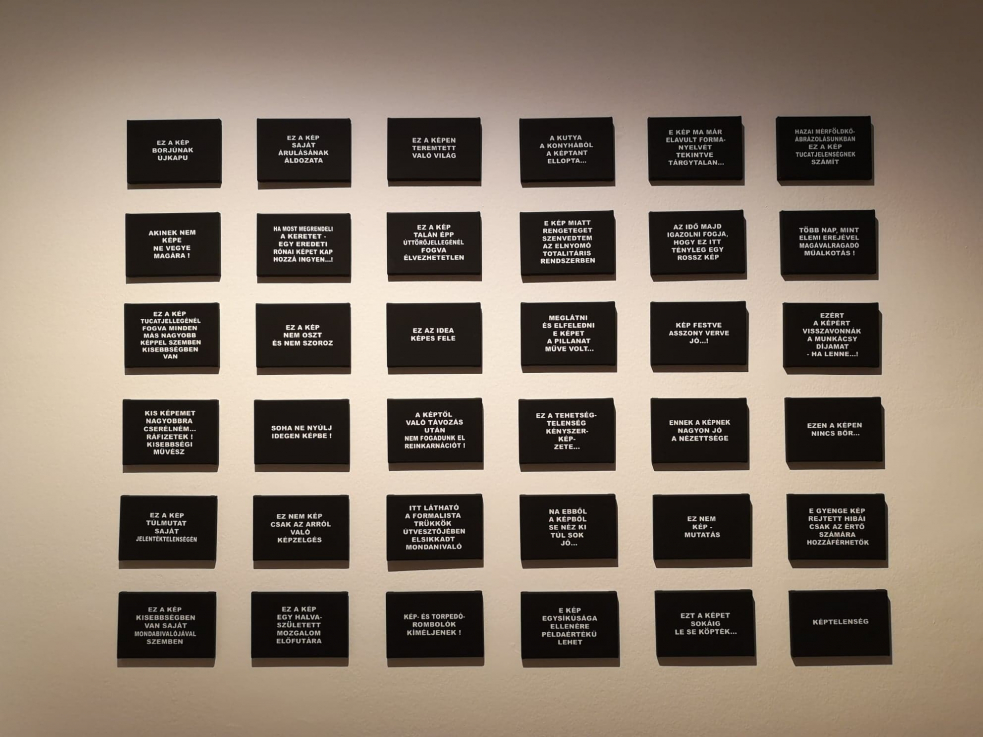 EZ A KÉP
BORJÚNAK
ÚJKAPU
EZ A KÉP
SAJÁT
ÁRULÁSÁNAK
ÁLDOZATA
EZ A KÉPEN
TEREMTETT
VALÓ VILÁG
A KUTYA
A KONYHÁBÓL
A KÉPTANT
ELLOPTA...
E KÉP MA MÁR
ELAVULT FORMA-
NYELVÉT
TEKINTVE
TÁRGYTALAN...
HAZAI MÉRFÖLDKŐ-
ÁBRÁZOLÁSUNKBAN
EZ A KÉP
TUCATJELENSÉGNEK
SZÁMÍT
AKINEK NEM
KÉPE
NE VEGYE
MAGÁRA !
HA MOST MEGRENDELI
A KERETET -
EGY EREDETI
RÓNAI KÉPET KAP
HOZZÁ INGYEN...!
EZ A KÉP
TALÁN ÉPP
ÚTTÖRŐJELLEGÉNÉL
FOGVA
ÉLVEZHETETLEN
E KÉP MIATT
RENGETEGET
SZENVEDTEM
AZ ELNYOMÓ
TOTALITÁRIS
RENDSZERBEN
AZ IDŐ MAJD
IGAZOLNI FOGJA,
HOGY EZ ITT
TÉNYLEG EGY
ROSSZ KÉP
TÖBB NAP, MINT
ELEMI EREJÉVEL
MAGÁVALRAGADÓ
MŰALKOTÁS !
EZ A KÉP
TUCATJELLEGÉNÉL
FOGVA MINDEN
MÁS NAGYOBB
KÉPPEL SZEMBEN
KISEBBSÉGBEN
VAN
EZ A KÉP
NEM OSZT
ÉS NEM SZOROZ
EZ AZ IDEA
KÉPES FELE
MEGLÁTNI
ÉS ELFELEDNI
E KÉPET
A PILLANAT
MŰVE VOLT...
KÉP FESTVE
ASSZONY VERVE
JÓ...!
EZÉRT
A KÉPÉRT
VISSZAVONNÁK
A MUNKÁCSY
DÍJAMAT
- HA LENNE...!
KIS KÉPEMET
NAGYOBBRA
CSERÉLNÉM...
RÁFIZETEK !
KISEBBSÉGI
MŰVÉSZ
SOHA NE NYÚLJ
IDEGEN KÉPBE !
A KÉPTŐL
VALÓ TÁVOZÁS
UTÁN
NEM FOGADUNK EL
REINKARNÁCIÓT !
EZ A TEHETSÉG-
TELENSÉG
KÉNYSZER-
KÉP-
ZETE...
ENNEK A KÉPNEK
NAGYON JÓ
A NÉZETTSÉGE
EZEN A KÉPEN
NINCS BŐR...
EZ A KÉP
TÚLMUTAT
SAJÁT
JELENTÉKTELENSÉGÉN
EZ NEM KÉP
CSAK AZ ARRÓL
VALÓ
KÉPZELGÉS
ITT LÁTHATÓ
A FORMALISTA
TRÜKKÖK
ÚTVESZTŐJÉBEN
ELSIKKADT
MONDANIVALÓ
NA EBBŐL
A KÉPBŐL
SE NÉZ KI
TÚL SOK
JÓ...
EZ NEM
KÉP -
MUTATÁS
E GYENGE KÉP
REJTETT HIBÁI
CSAK AZ ÉRTŐ
SZÁMÁRA
HOZZÁFÉRHETŐK
EZ A KÉP
KISEBBSÉGBEN
VAN SAJÁT
MONDABIVALÓJÁVAL
SZEMBEN
EZ A KÉP
EGY HALVA-
SZÜLETETT
MOZGALOM
ELŐFUTÁRA
KÉP- ÉS TORPEDÓ-
ROMBOLÓK
KÍMÉLJENEK !
E KÉP
EGYSÍKÚSÁGA
ELLENÉRE
PÉLDAÉRTÉKŰ
LEHET
EZT A KÉPET
SOKÁIG
LE SE KÖPTÉK...
KÉPTELENSÉG